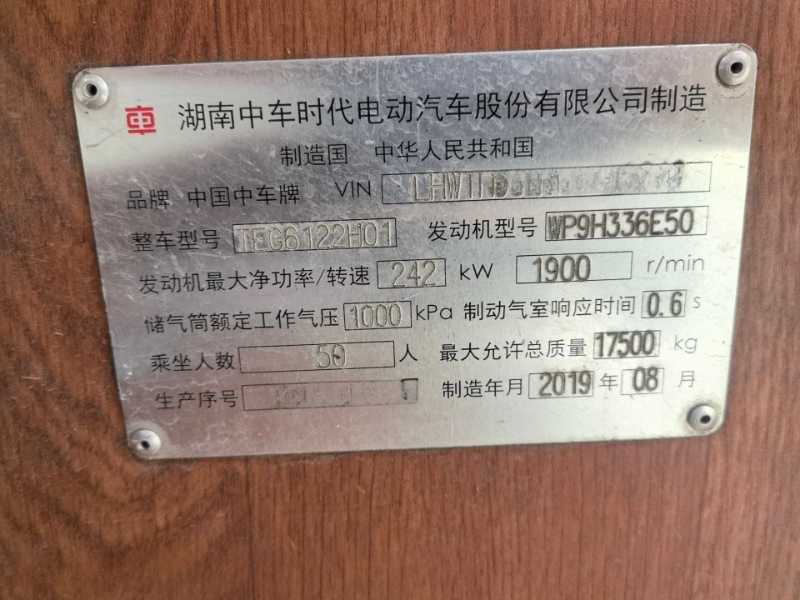 湖南中车时代电动汽车股份有限公司制造
制造国 中华人民共和国
品牌 中国中车牌 VIN
整车型号 TEG6122H01 发动机型号 WP9H336E50
发动机最大净功率/转速 242 kW 1900 r/min
储气筒额定工作气压 1000 kPa 制动气室响应时间 0.6 s
乘坐人数 50 人 最大允许总质量 17500 kg
生产序号 制造年月 2019 年 08 月